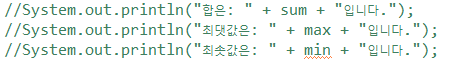 //System.out.println("합은: " + sum + "입니다.");
//System.out.println("최댓값은: " + max + "입니다.");
//System.out.println("최솟값은: " + min + "입니다.");